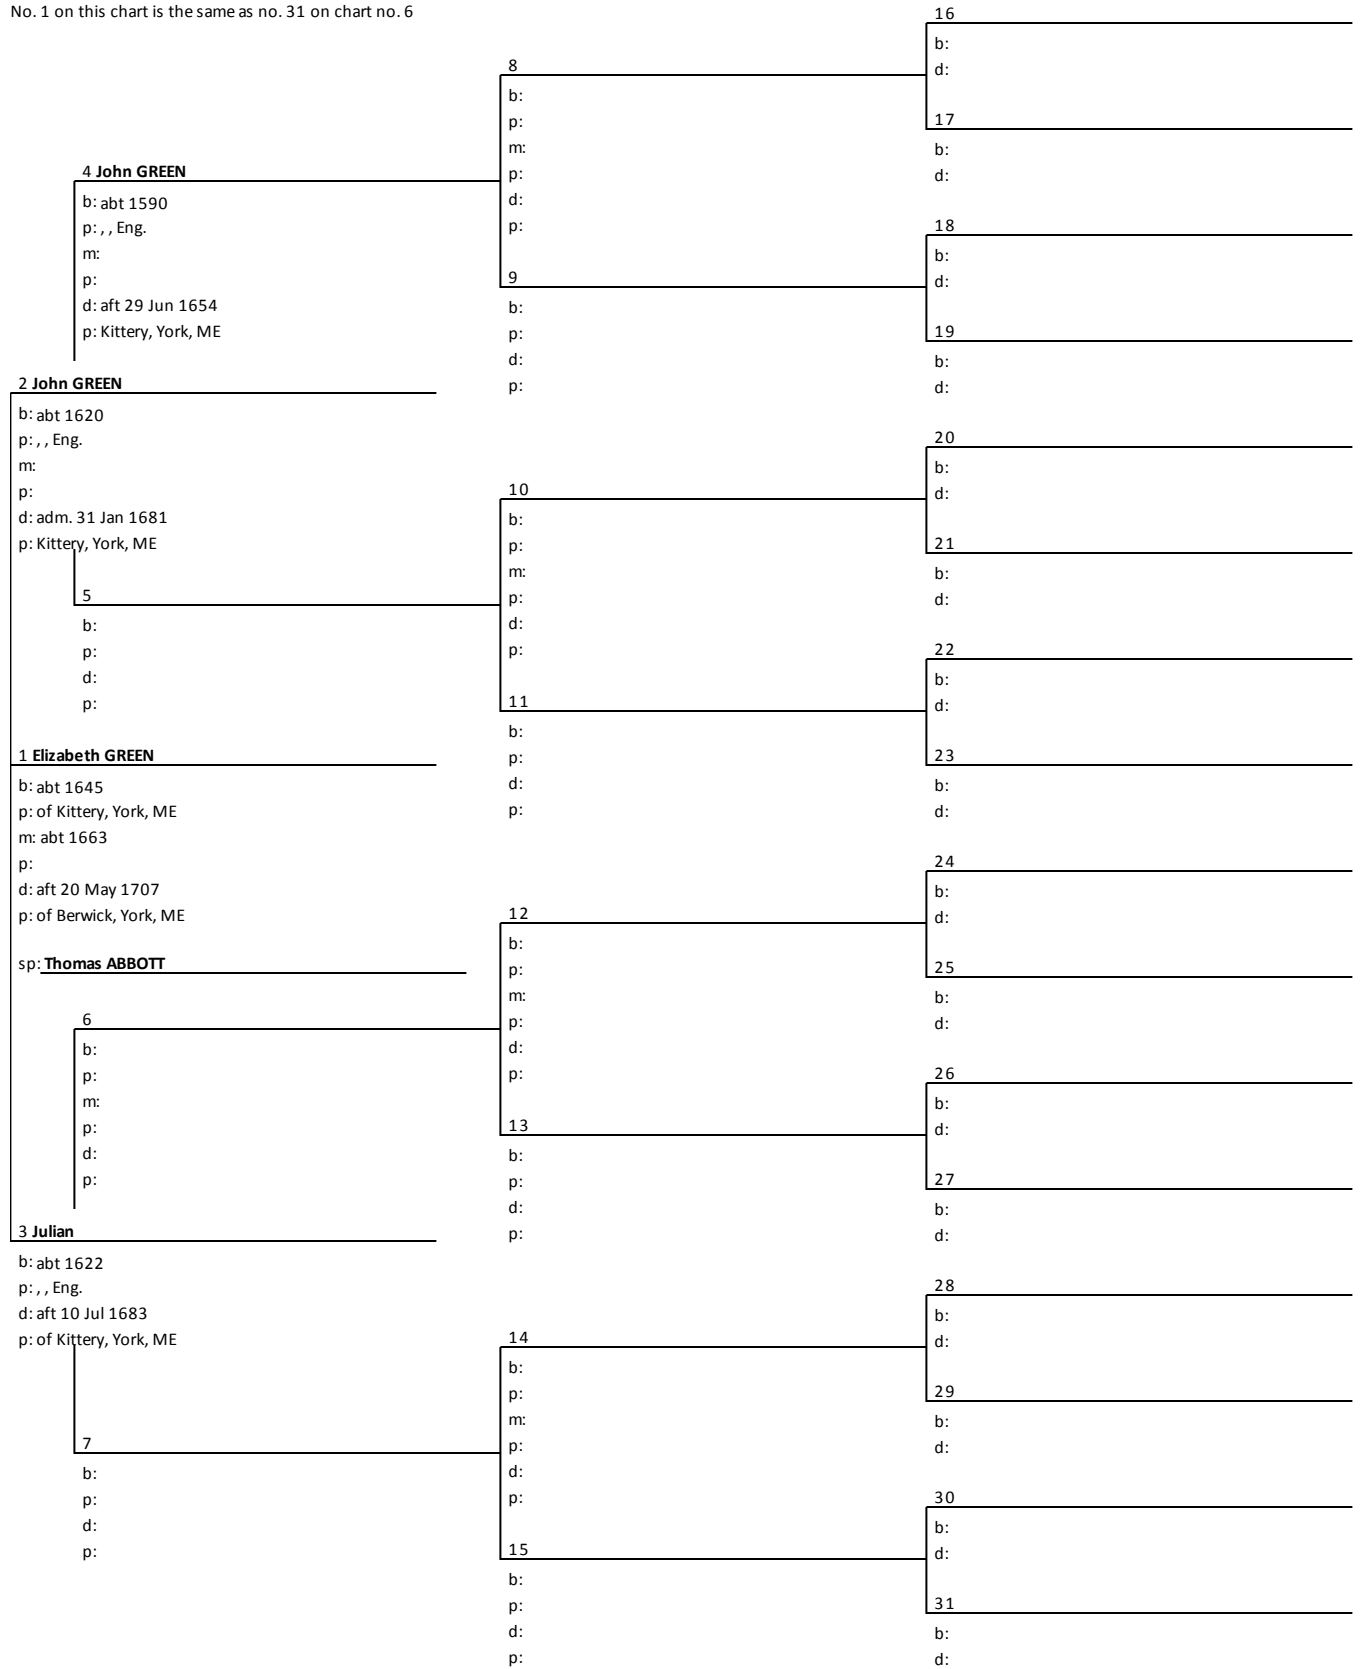 No. 1 on this chart is the same as no. 31 on chart no. 6
16
b:
d:
8
b:
p:
m:
p:
d:
p:
17
b:
d:
4 John GREEN
b: abt 1590
p: , , Eng.
m:
p:
d: aft 29 Jun 1654
p: Kittery, York, ME
18
b:
d:
9
b:
p:
d:
p:
19
b:
d:
2 John GREEN
b: abt 1620
p: , , Eng.
m:
p:
d: adm. 31 Jan 1681
p: Kittery, York, ME
20
b:
d:
10
b:
p:
m:
p:
d:
p:
21
b:
d:
5
b:
p:
d:
p:
22
b:
d:
11
b:
p:
d:
p:
23
b:
d:
1 Elizabeth GREEN
b: abt 1645
p: of Kittery, York, ME
m: abt 1663
p:
d: aft 20 May 1707
p: of Berwick, York, ME
sp: Thomas ABBOTT
24
b:
d:
12
b:
p:
m:
p:
d:
p:
25
b:
d:
6
b:
p:
m:
p:
d:
p:
26
b:
d:
13
b:
p:
d:
p:
27
b:
d:
3 Julian
b: abt 1622
p: , , Eng.
d: aft 10 Jul 1683
p: of Kittery, York, ME
28
b:
d:
14
b:
p:
m:
p:
d:
p:
29
b:
d:
7
b:
p:
d:
p:
30
b:
d:
15
b:
p:
d:
p:
31
b:
d: